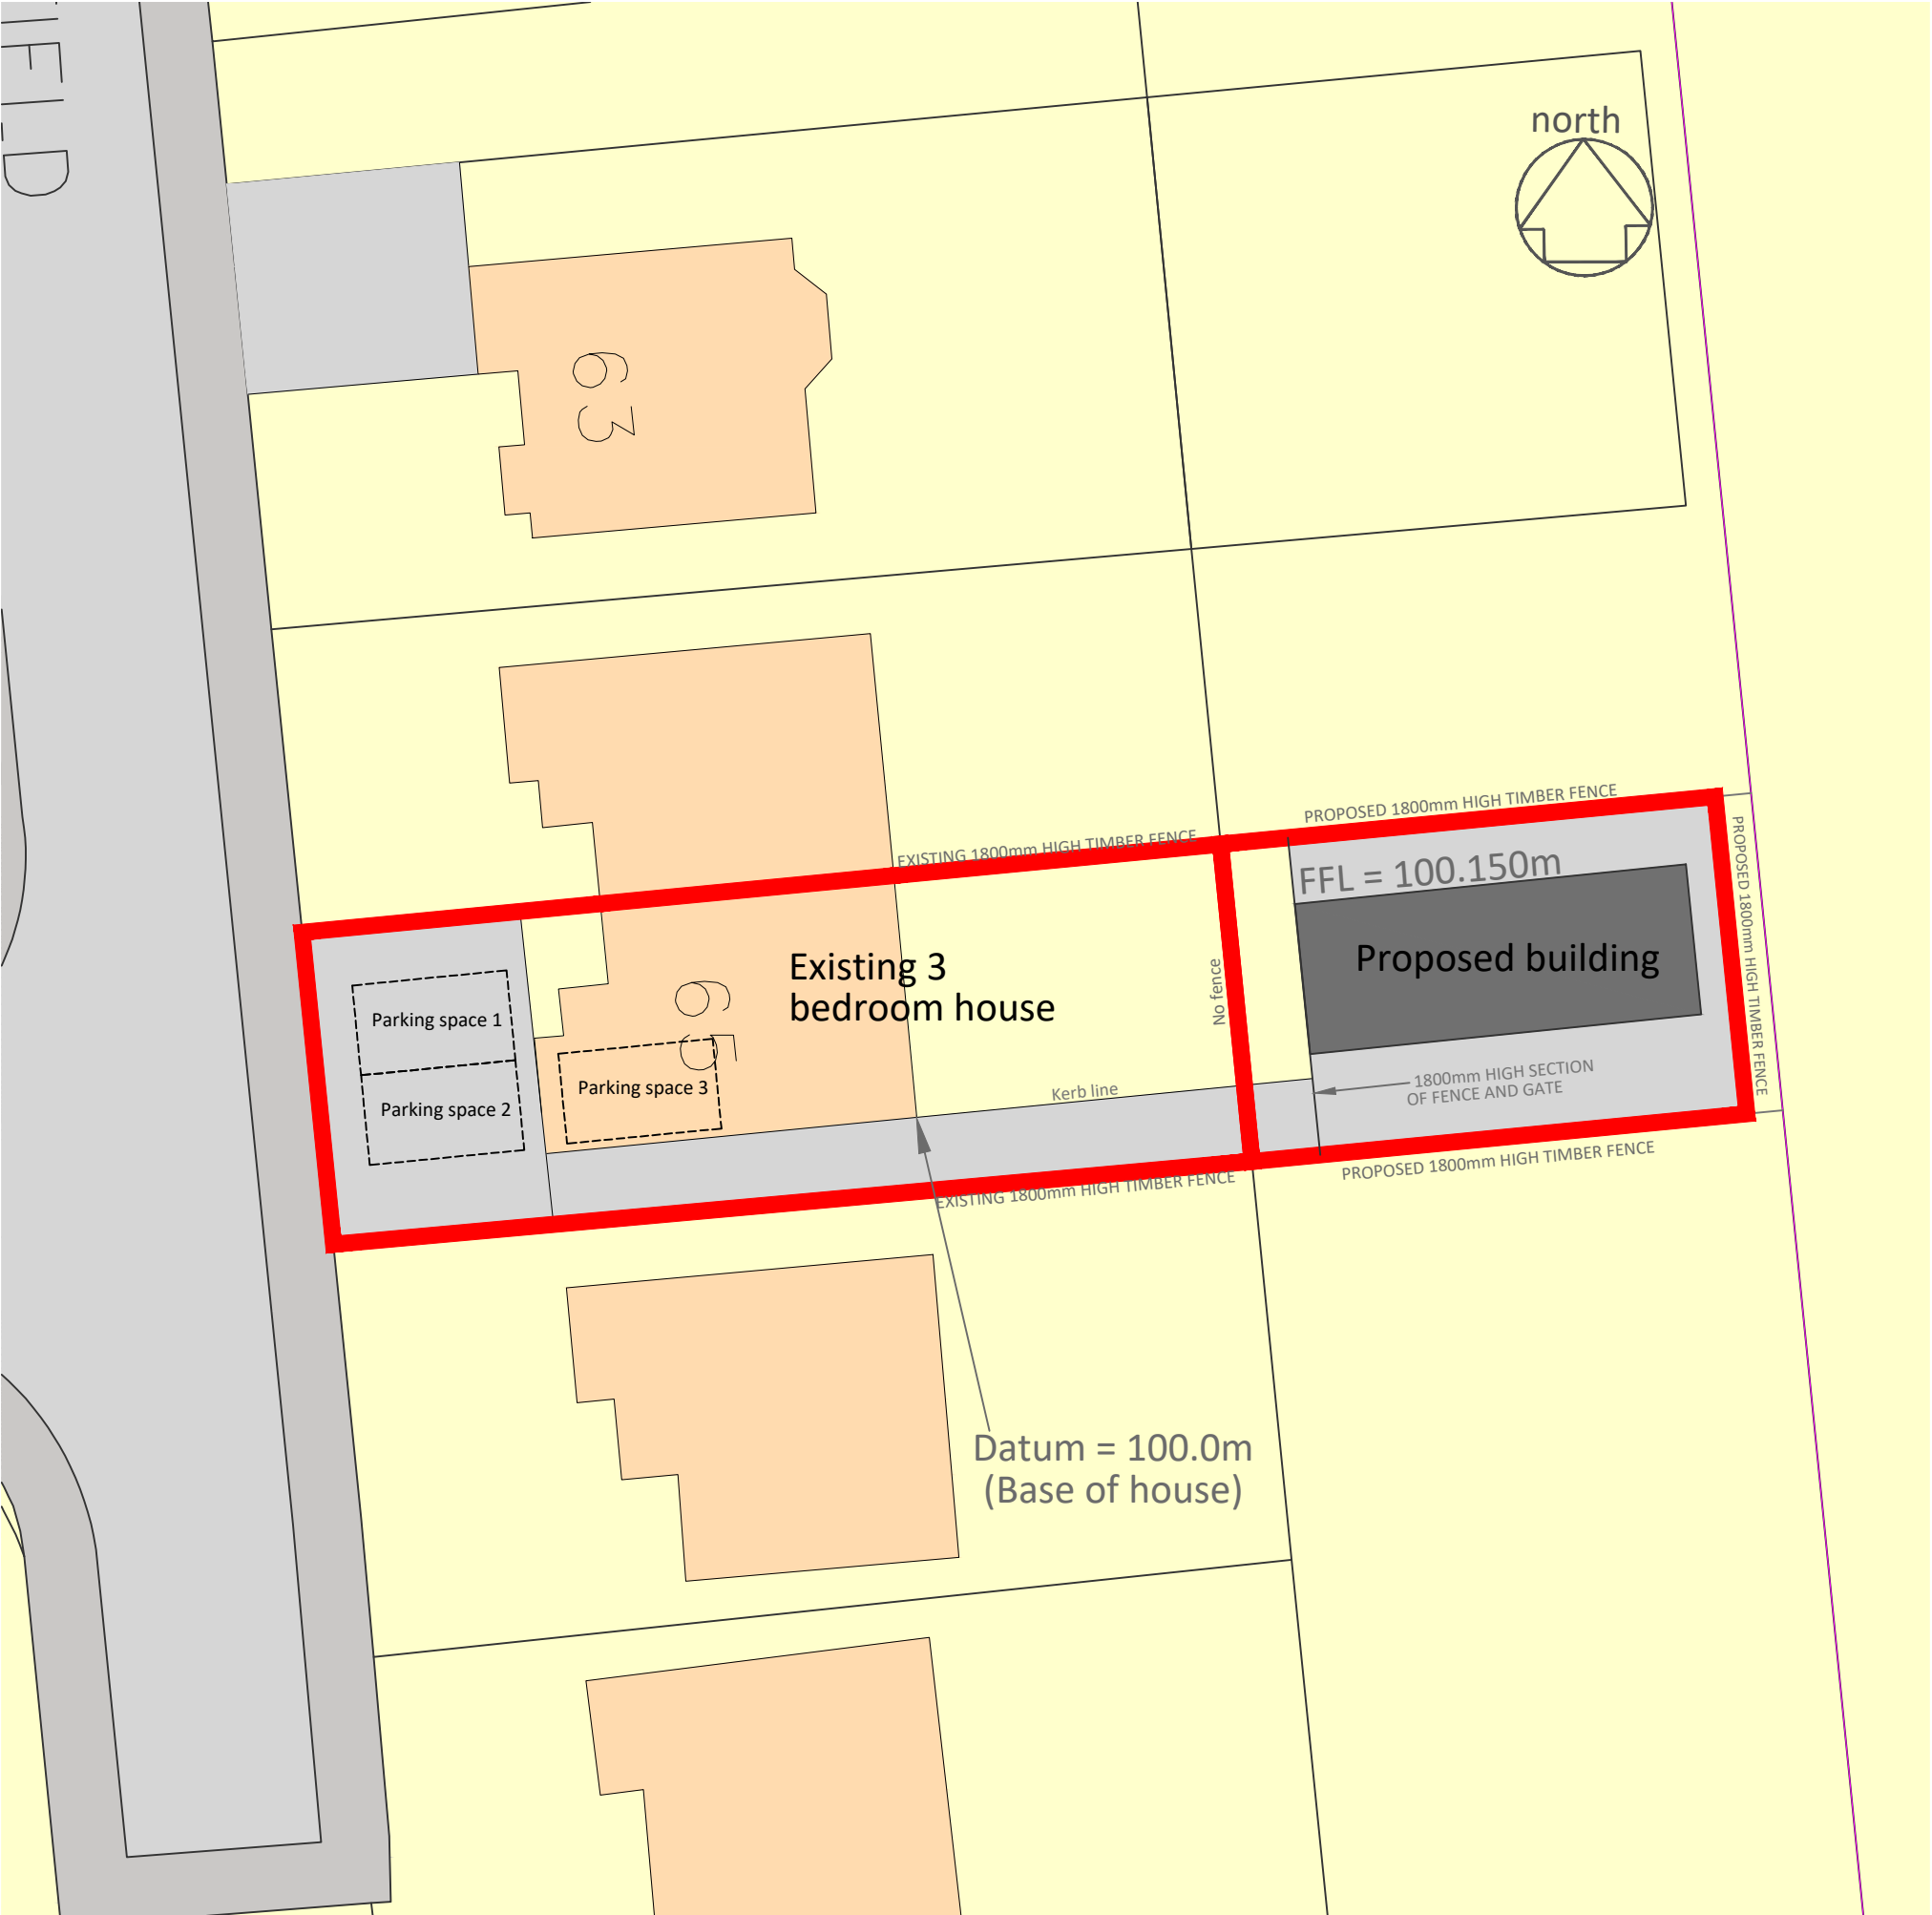 north
63
PROPOSED 1800mm HIGH TIMBER FENCE
EXISTING 1800mm HIGH TIMBER FENCE
PROPOSED 1800mm HIGH TIMBER FENCE
FFL = 100.150m
Proposed building
Existing 3
bedroom house
No fence
65
Parking space 1
Parking space 2
Parking space 3
Kerb line
1800mm HIGH SECTION
OF FENCE AND GATE
EXISTING 1800mm HIGH TIMBER FENCE
PROPOSED 1800mm HIGH TIMBER FENCE
Datum = 100.0m
(Base of house)